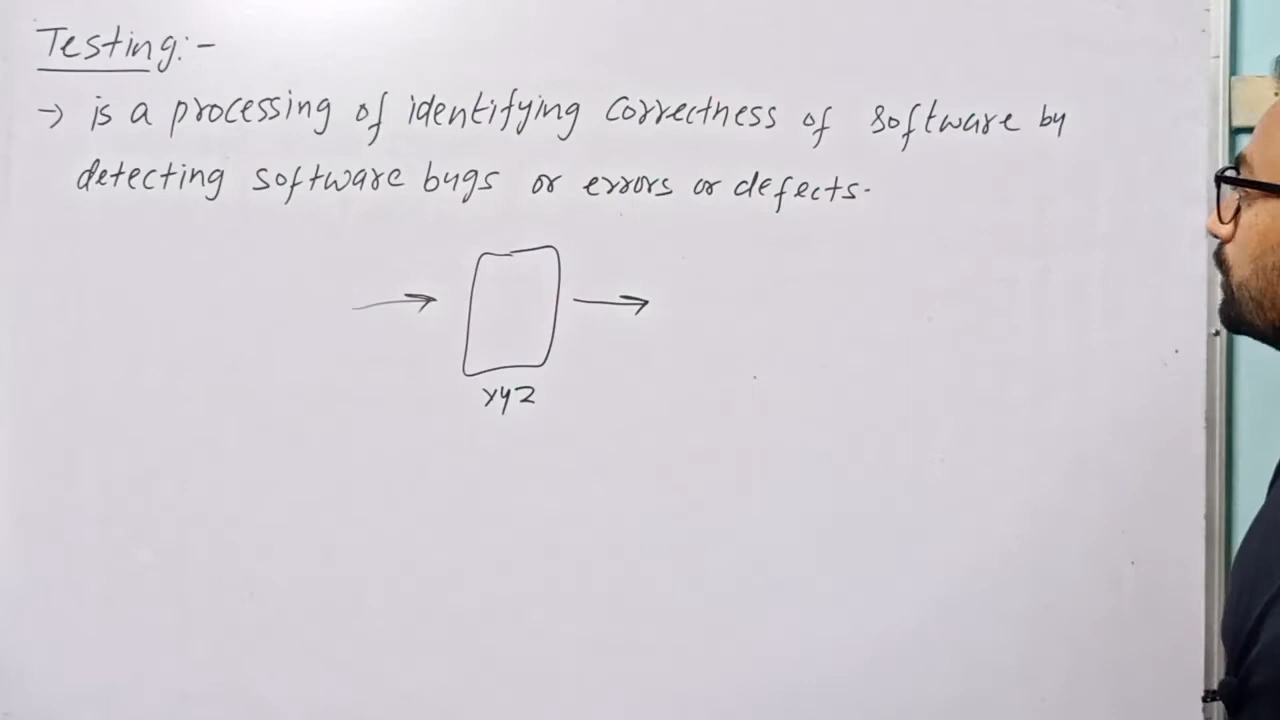 Testing:-
→ is a processing of identifying correctness of software by
detecting software bugs or errors or defects.
xyz